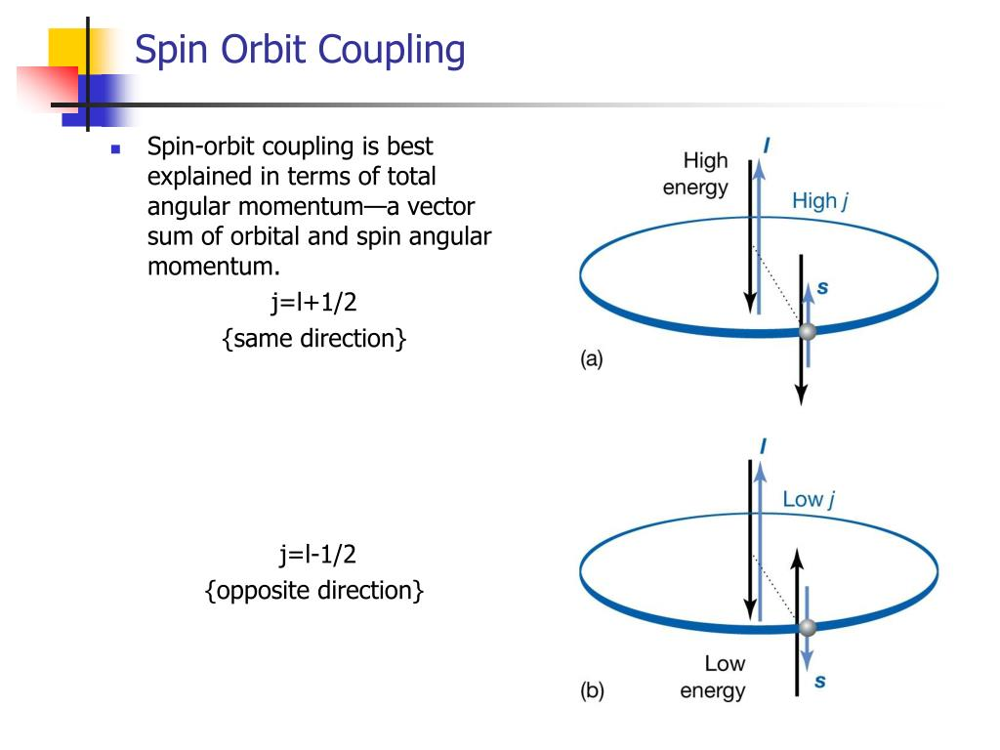 Spin Orbit Coupling
Spin-orbit coupling is best
explained in terms of total
angular momentum—a vector
sum of orbital and spin angular
momentum.
j=l+1/2
{same direction}
j=l-1/2
{opposite direction}
l
High
energy
High j
s
(a)
l
Low j
Low
energy
s
(b)